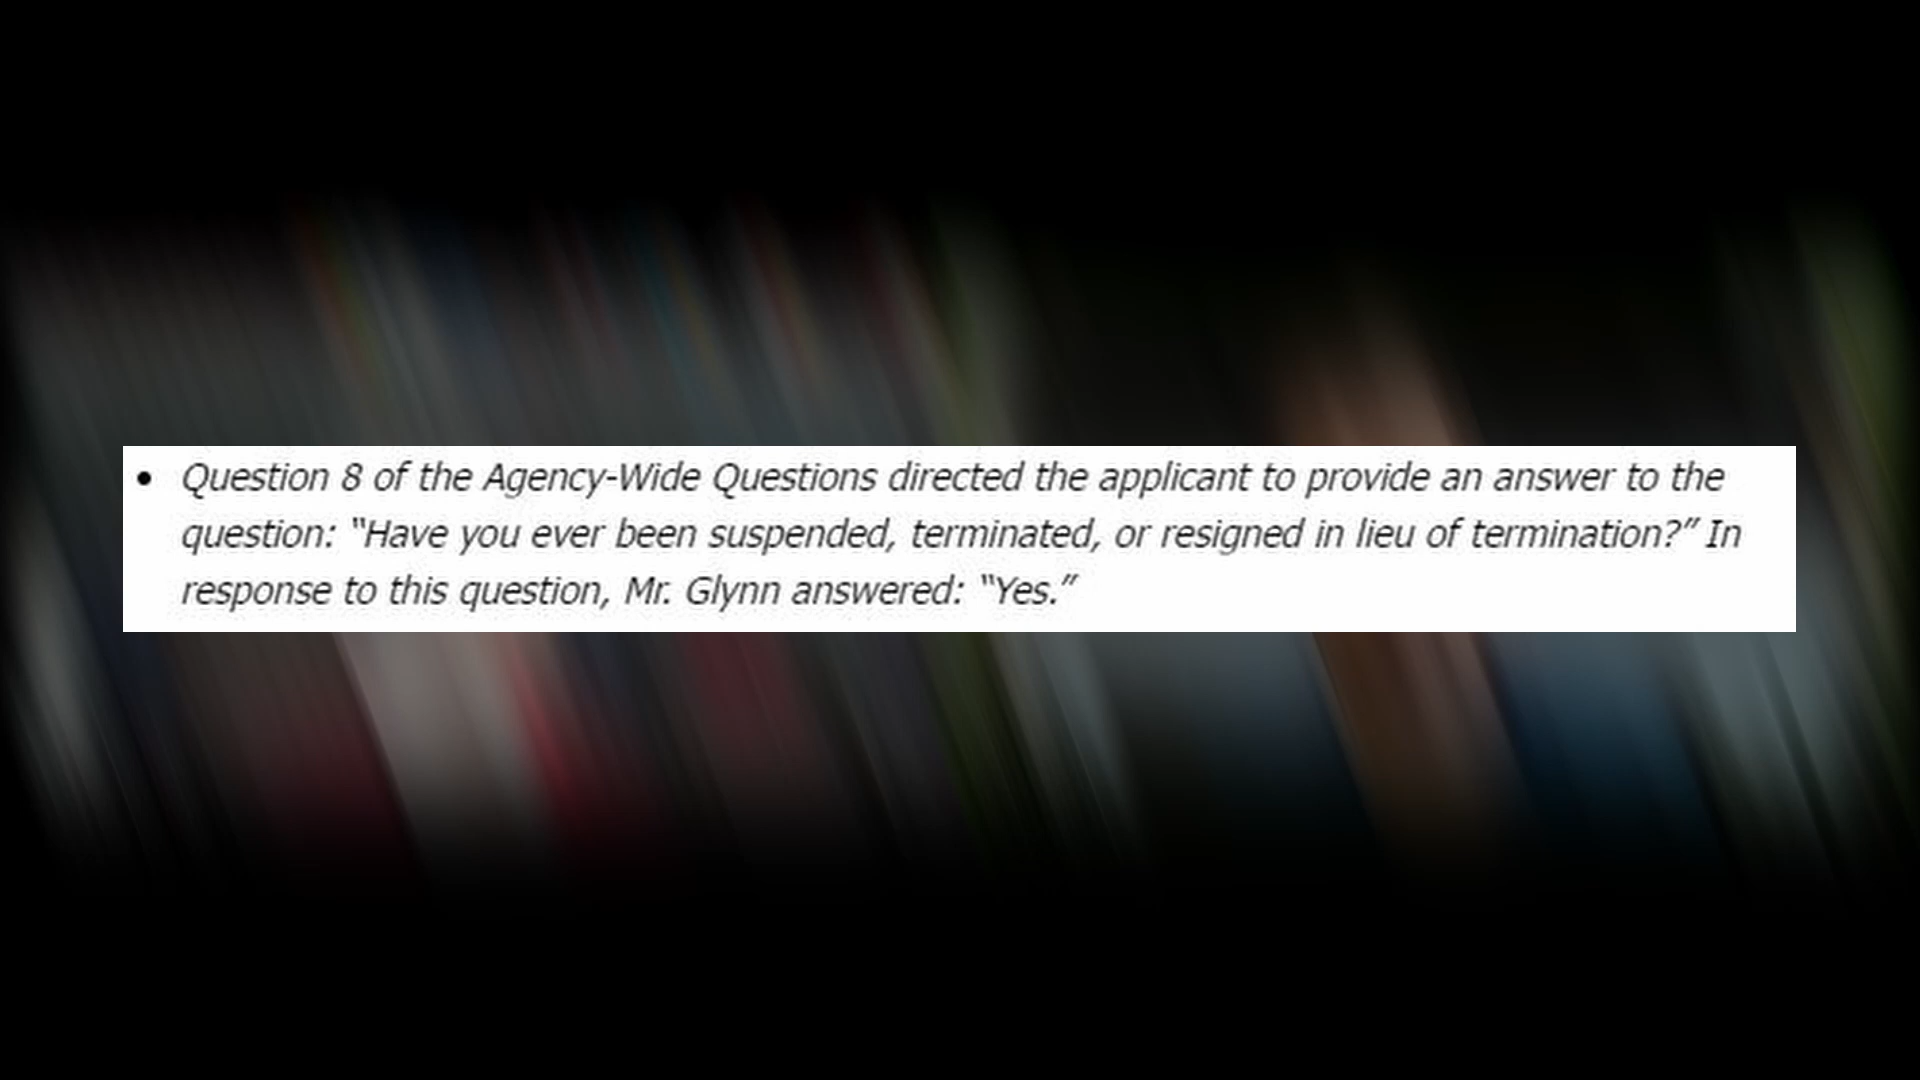 • Question 8 of the Agency-Wide Questions directed the applicant to provide an answer to the
question: “Have you ever been suspended, terminated, or resigned in lieu of termination?” In
response to this question, Mr. Glynn answered: “Yes.”